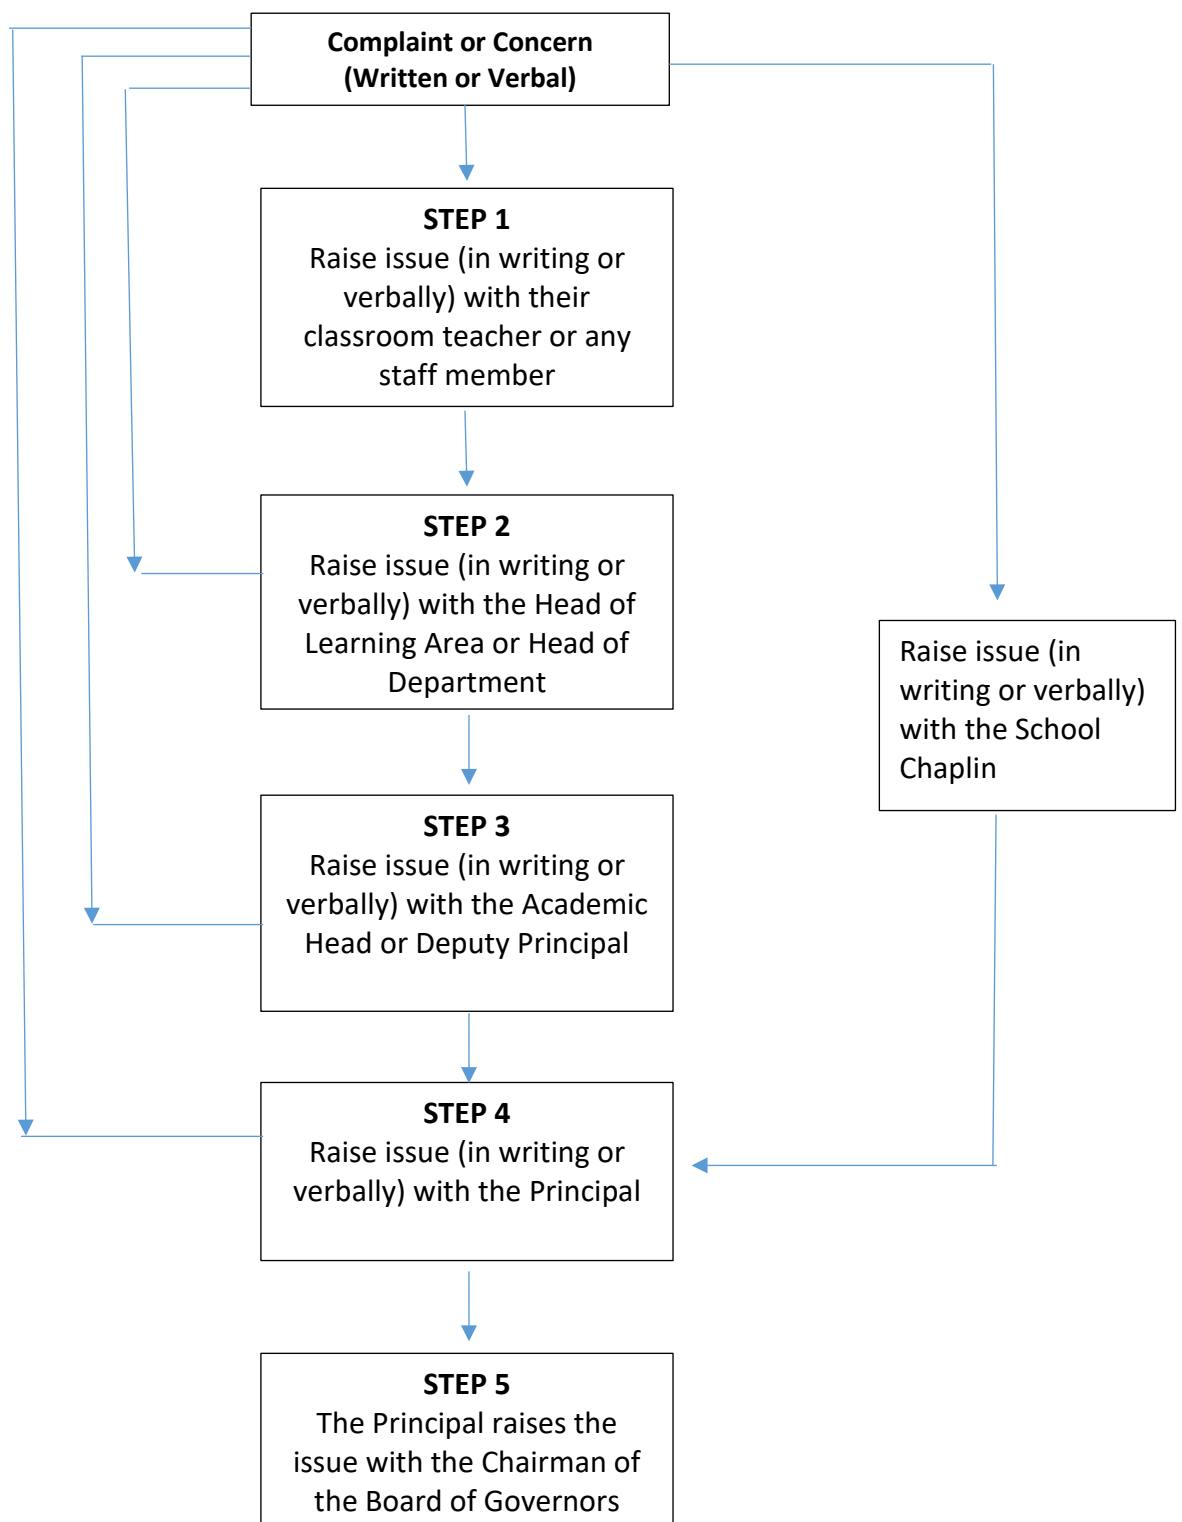 Complaint or Concern
(Written or Verbal)
STEP 1
Raise issue (in writing or
verbally) with their
classroom teacher or any
staff member
STEP 2
Raise issue (in writing or
verbally) with the Head of
Learning Area or Head of
Department
Raise issue (in
writing or verbally)
with the School
Chaplin
STEP 3
Raise issue (in writing or
verbally) with the Academic
Head or Deputy Principal
STEP 4
Raise issue (in writing or
verbally) with the Principal
STEP 5
The Principal raises the
issue with the Chairman of
the Board of Governors